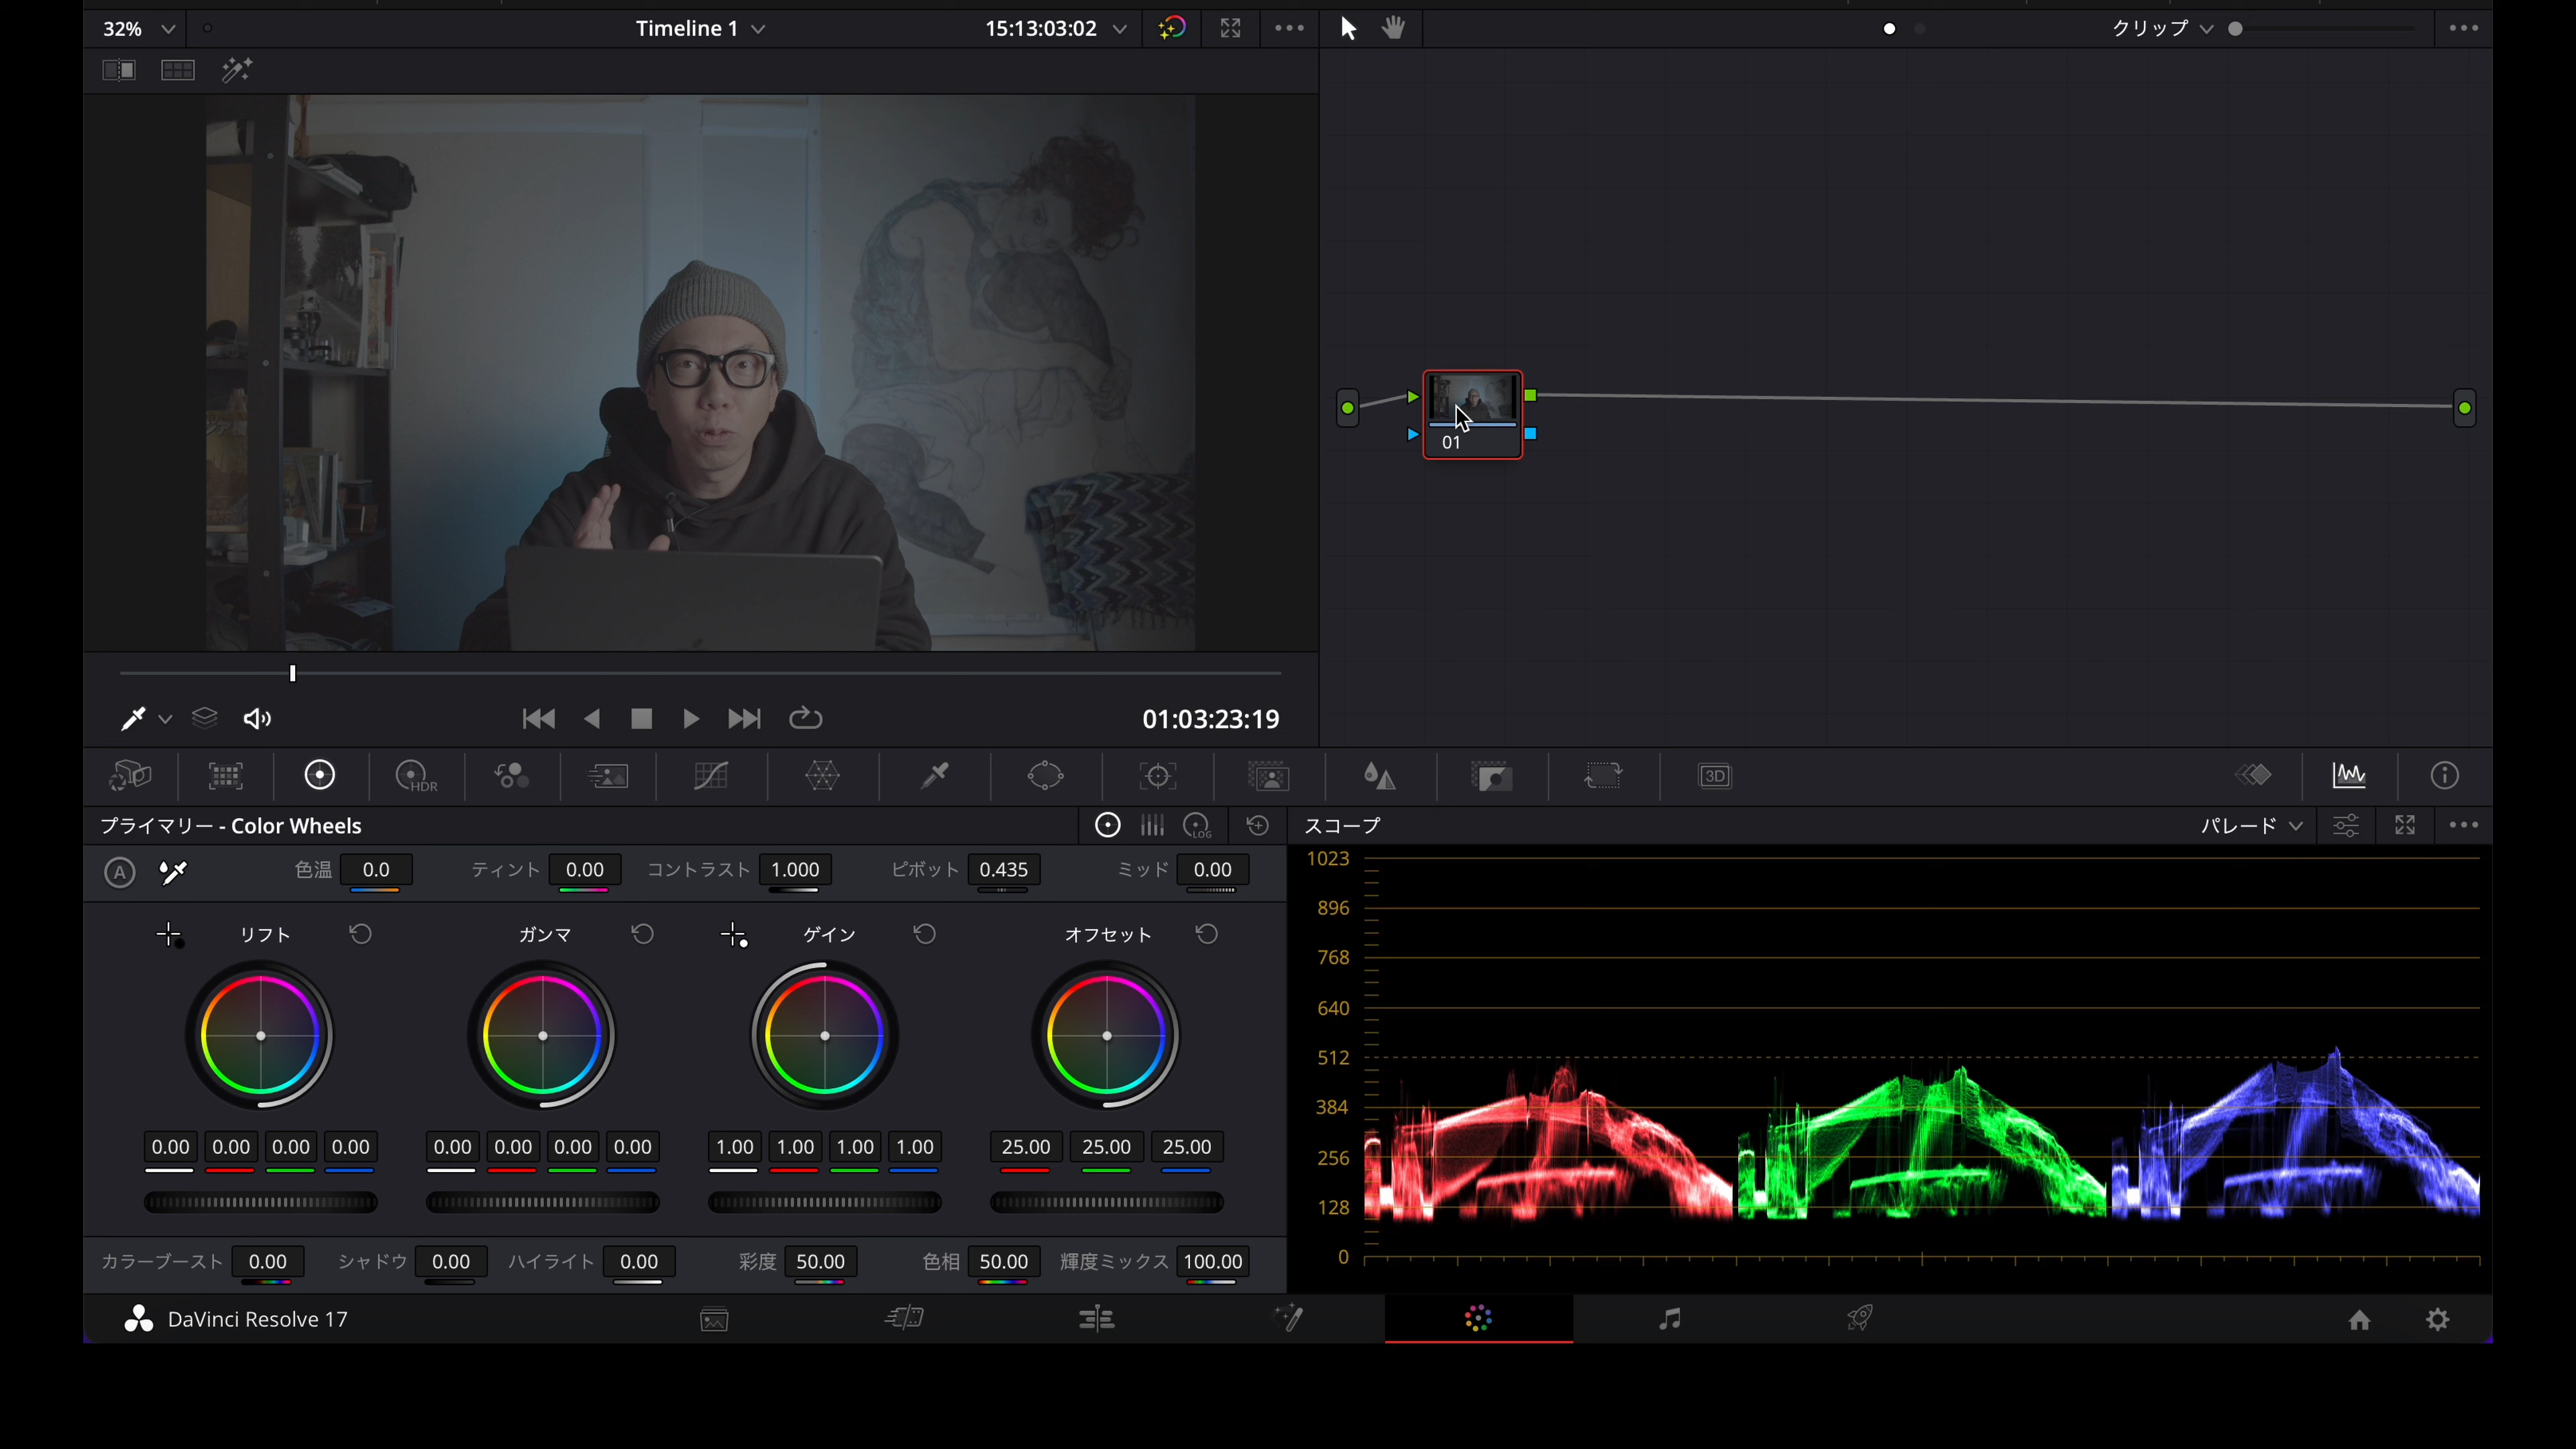 32%
Timeline 1
15:13:03:02
クリップ
01
01:03:23:19
HDR
3D
プライマリー - Color Wheels
LOG
スコープ
パレード
A
色温 0.0
ティント 0.00
コントラスト 1.000
ピボット 0.435
ミッド 0.00
リフト
ガンマ
ゲイン
オフセット
0.00 0.00 0.00 0.00
0.00 0.00 0.00 0.00
1.00 1.00 1.00 1.00
25.00 25.00 25.00
カラーブースト 0.00
シャドウ 0.00
ハイライト 0.00
彩度 50.00
色相 50.00
輝度ミックス 100.00
1023
896
768
640
512
384
256
128
0
DaVinci Resolve 17